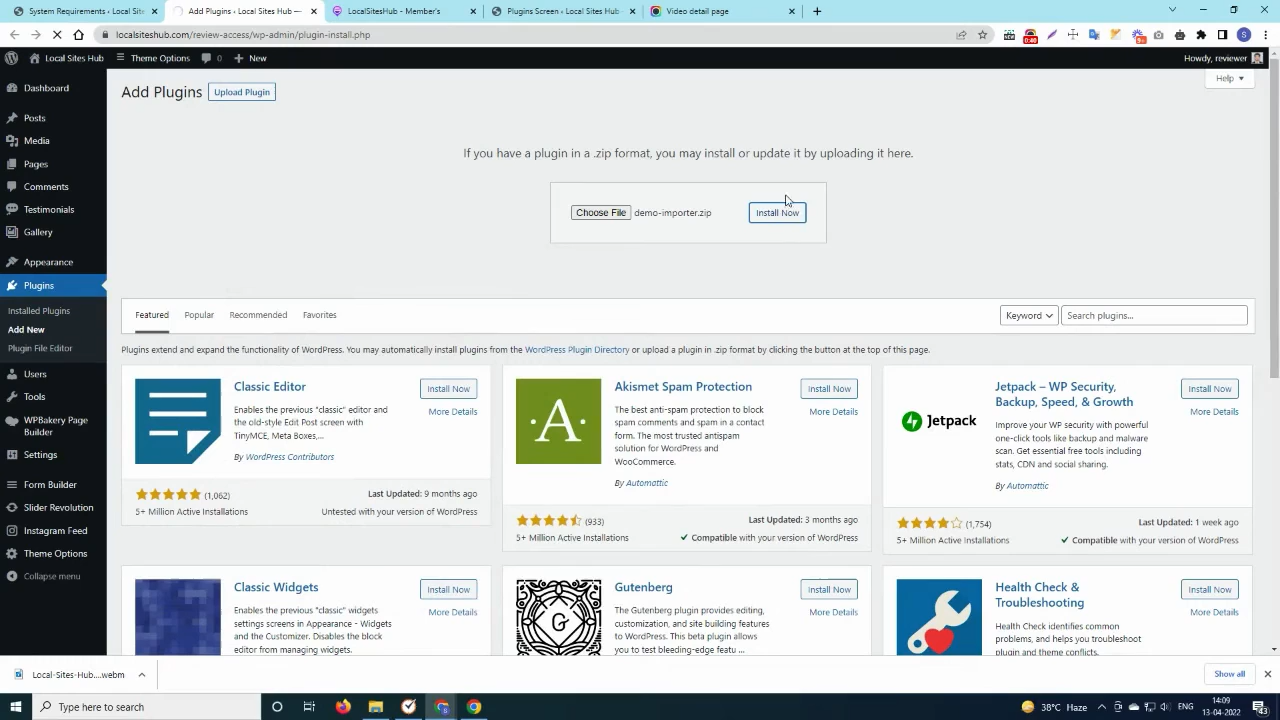 System Requirements ‹ Local Site
Add Plugins ‹ Local Sites Hub —
LocalSitesHub - Member's
Plugins Screen ‹ Local Sites Hub
Video detail page
localsiteshub.com/review-access/wp-admin/plugin-install.php
0:40
S
Local Sites Hub
Theme Options
0
New
Howdy, reviewer
Dashboard
Posts
Media
Pages
Comments
Testimonials
Gallery
Appearance
Plugins
Installed Plugins
Add New
Plugin File Editor
Users
Tools
WPBakery Page
Builder
Settings
Form Builder
Slider Revolution
Instagram Feed
Theme Options
Collapse menu
Add Plugins
Upload Plugin
Help
If you have a plugin in a .zip format, you may install or update it by uploading it here.
Choose File demo-importer.zip
Install Now
Featured
Popular
Recommended
Favorites
Keyword
Search plugins...
Plugins extend and expand the functionality of WordPress. You may automatically install plugins from the WordPress Plugin Directory or upload a plugin in .zip format by clicking the button at the top of this page.
Classic Editor
Install Now
More Details
Enables the previous "classic" editor and
the old-style Edit Post screen with
TinyMCE, Meta Boxes,...
By WordPress Contributors
(1,062)
Last Updated: 9 months ago
5+ Million Active Installations
Untested with your version of WordPress
A
Akismet Spam Protection
Install Now
More Details
The best anti-spam protection to block
spam comments and spam in a contact
form. The most trusted antispam
solution for WordPress and
WooCommerce.
By Automattic
(933)
Last Updated: 3 months ago
5+ Million Active Installations
Compatible with your version of WordPress
Jetpack
Jetpack – WP Security,
Backup, Speed, & Growth
Install Now
More Details
Improve your WP security with powerful
one-click tools like backup and malware
scan. Get essential free tools including
stats, CDN and social sharing.
By Automattic
(1,754)
Last Updated: 1 week ago
5+ Million Active Installations
Compatible with your version of WordPress
Classic Widgets
Install Now
More Details
Enables the previous "classic" widgets
settings screens in Appearance - Widgets
and the Customizer. Disables the block
editor from managing widgets.
G
Gutenberg
Install Now
More Details
The Gutenberg plugin provides editing,
customization, and site building features
to WordPress. This beta plugin allows
you to test bleeding-edge featu ...
Health Check &
Troubleshooting
Install Now
More Details
Health Check identifies common
problems, and helps you troubleshoot
plugin and theme conflicts.
Local-Sites-Hub....webm
Show all
Type here to search
38°C Haze
ENG
14:09
13-04-2022